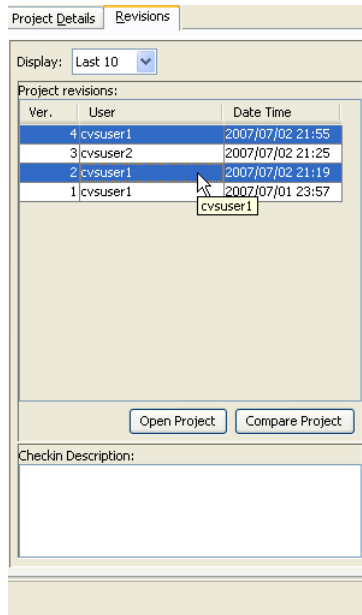 Project Details Revisions
Display: Last 10
Project revisions:
Ver. User Date Time
4 cvsuser1 2007/07/02 21:55
3 cvsuser2 2007/07/02 21:25
2 cvsuser1 2007/07/02 21:19
1 cvsuser1 2007/07/01 23:57
cvsuser1
Open Project Compare Project
Checkin Description: